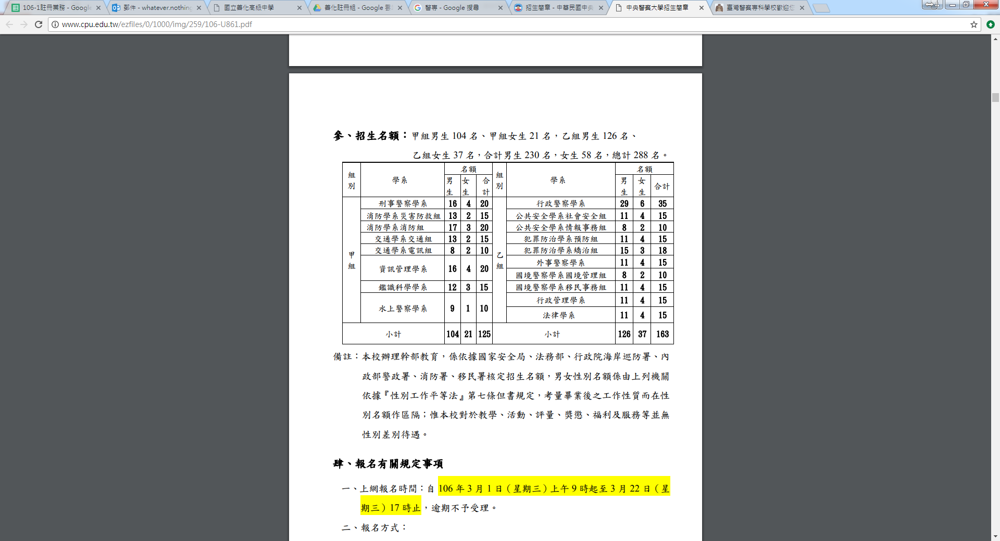 106-1註冊業務 - Google
郵件 - whatever.nothing
國立善化高級中學
善化註冊組 - Google 雲
警專 - Google 搜尋
招生簡章 - 中華民國中央
中央警察大學招生簡章
臺灣警察專科學校歡迎您
www.cpu.edu.tw/ezfiles/0/1000/img/259/106-U861.pdf
參、招生名額：甲組男生 104 名、甲組女生 21 名，乙組男生 126 名、
乙組女生 37 名，合計男生 230 名，女生 58 名，總計 288 名。
組別 學系 名額 組別 學系 名額
男生 女生 合計 男生 女生 合計
甲組 刑事警察學系 16 4 20 乙組 行政警察學系 29 6 35
消防學系災害防救組 13 2 15 公共安全學系社會安全組 11 4 15
消防學系消防組 17 3 20 公共安全學系情報事務組 8 2 10
交通學系交通組 13 2 15 犯罪防治學系預防組 11 4 15
交通學系電訊組 8 2 10 犯罪防治學系矯治組 15 3 18
資訊管理學系 16 4 20 外事警察學系 11 4 15
國境警察學系國境管理組 8 2 10
鑑識科學學系 12 3 15 國境警察學系移民事務組 11 4 15
水上警察學系 9 1 10 行政管理學系 11 4 15
法律學系 11 4 15
小計 104 21 125 小計 126 37 163
備註：本校辦理幹部教育，係依據國家安全局、法務部、行政院海岸巡防署、內
政部警政署、消防署、移民署核定招生名額，男女性別名額係由上列機關
依據『性別工作平等法』第七條但書規定，考量畢業後之工作性質而在性
別名額作區隔；惟本校對於教學、活動、評量、獎懲、福利及服務等並無
性別差別待遇。
肆、報名有關規定事項
一、上網報名時間：自 106 年 3 月 1 日（星期三）上午 9 時起至 3 月 22 日（星
期三）17 時止，逾期不予受理。
二、報名方式：